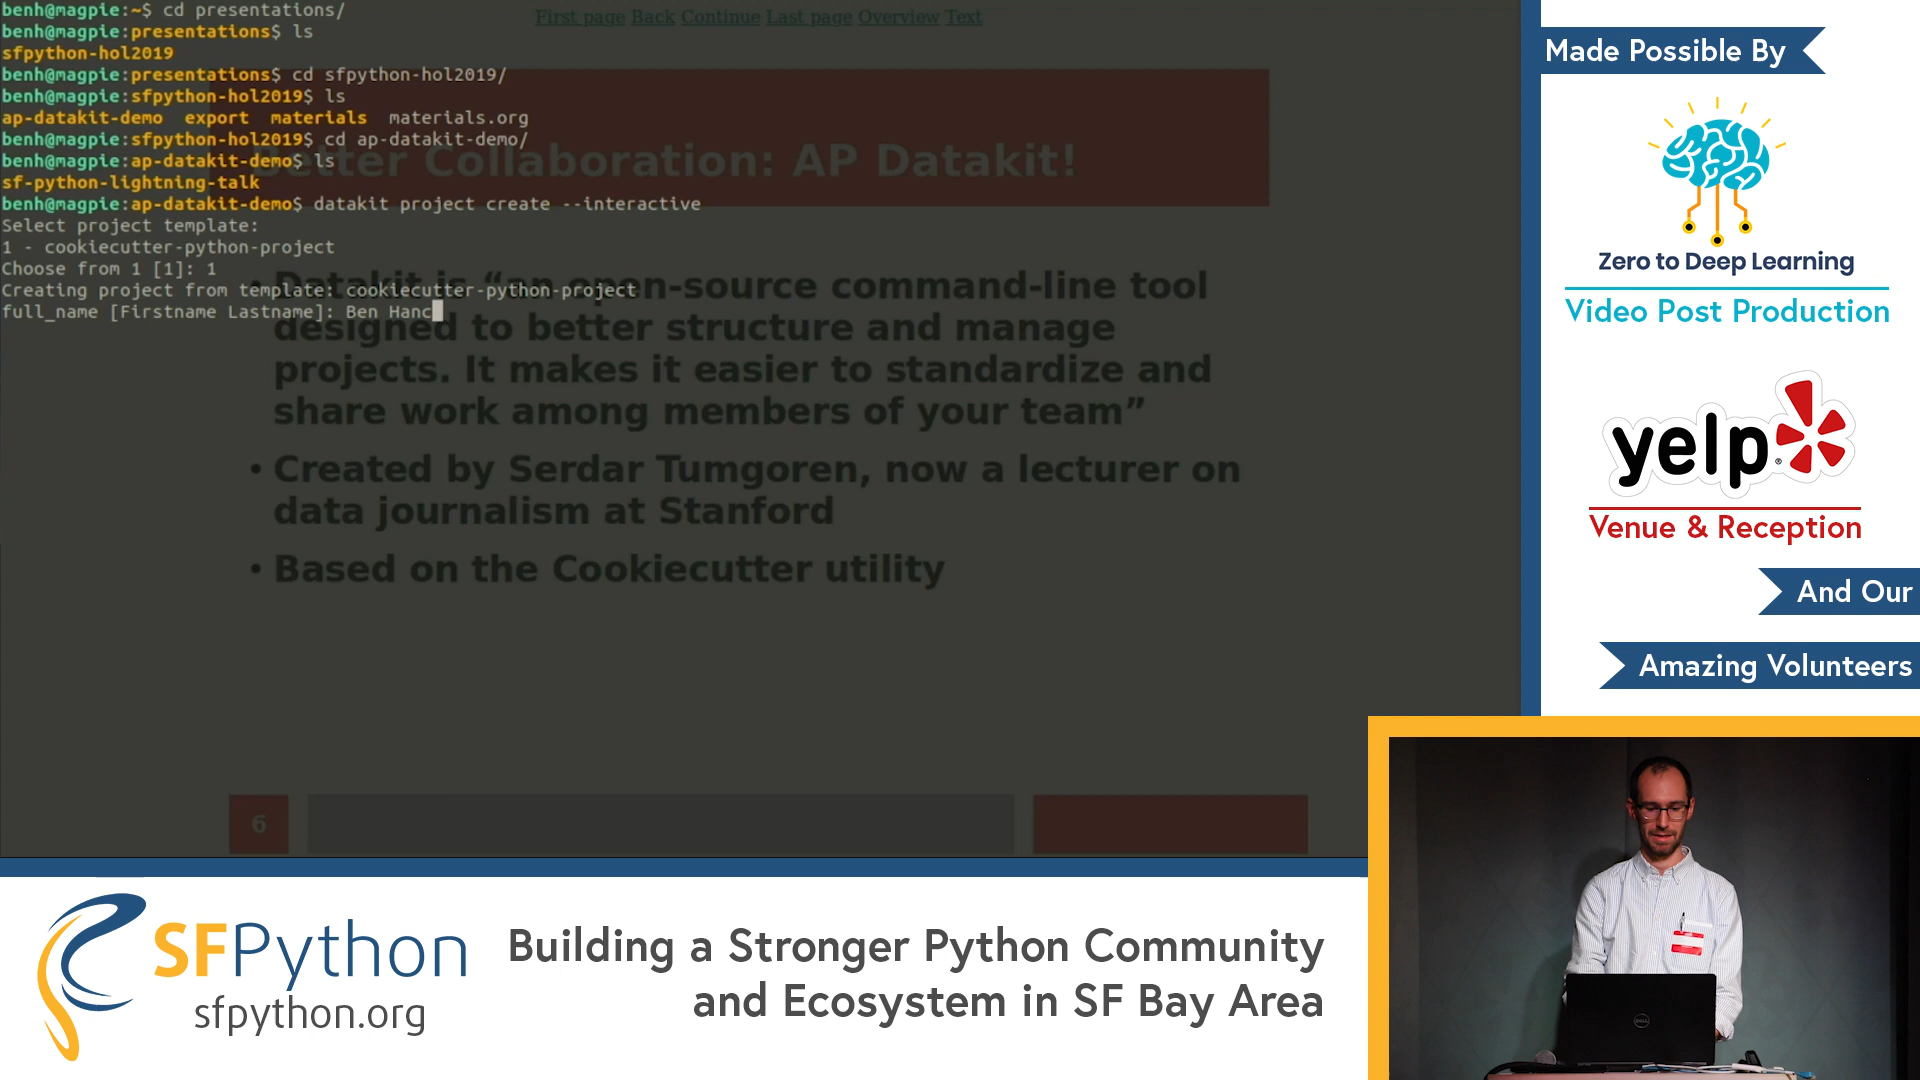 benh@magpie:~$ cd presentations/
benh@magpie:presentations$ ls
sfpython-hol2019
benh@magpie:presentations$ cd sfpython-hol2019/
benh@magpie:sfpython-hol2019$ ls
ap-datakit-demo export materials materials.org
benh@magpie:sfpython-hol2019$ cd ap-datakit-demo/
benh@magpie:ap-datakit-demo$ ls
sf-python-lightning-talk
benh@magpie:ap-datakit-demo$ datakit project create --interactive
Select project template:
1 - cookiecutter-python-project
Choose from 1 [1]: 1
Creating project from template: cookiecutter-python-project
full_name [Firstname Lastname]: Ben Hanc
First page Back Continue Last page Overview Text
Better Collaboration: AP Datakit!
• Datakit is “an open-source command-line tool
designed to better structure and manage
projects. It makes it easier to standardize and
share work among members of your team”
• Created by Serdar Tumgoren, now a lecturer on
data journalism at Stanford
• Based on the Cookiecutter utility
6
Made Possible By
Zero to Deep Learning
Video Post Production
yelp
Venue & Reception
And Our
Amazing Volunteers
SFPython
sfpython.org
Building a Stronger Python Community
and Ecosystem in SF Bay Area
DELL